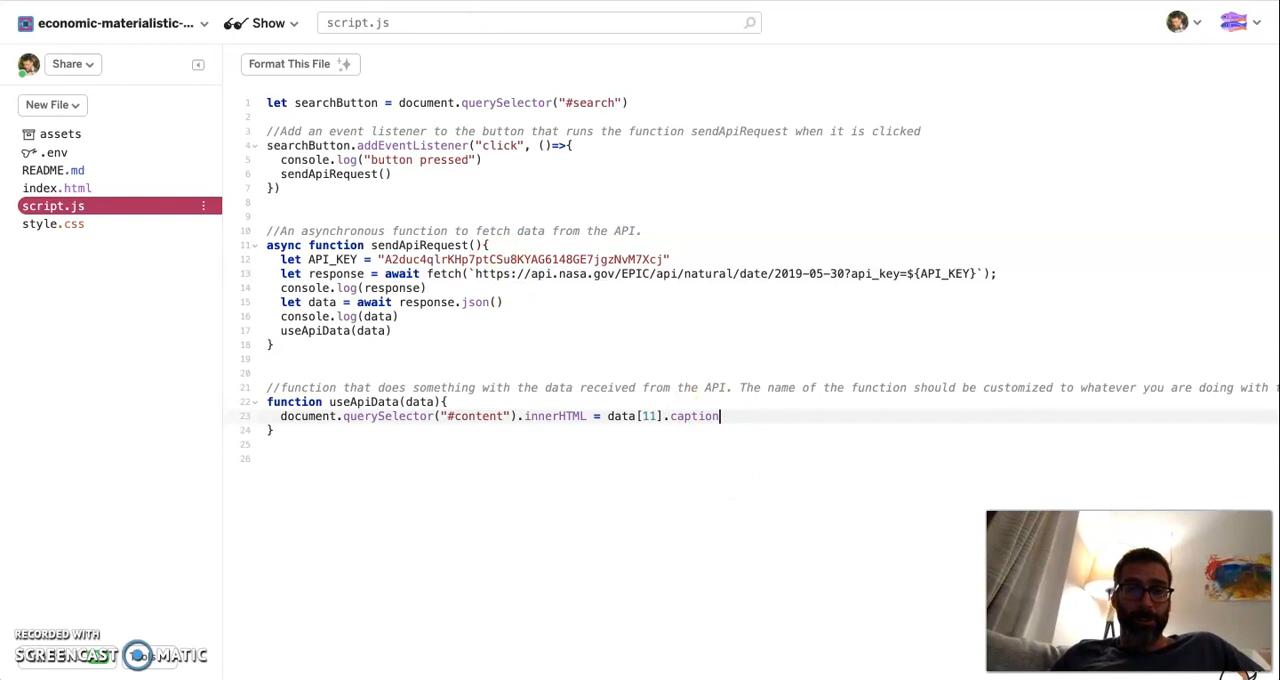 economic-materialistic-...
Show
script.js
Share
Format This File
New File
assets
.env
README.md
index.html
script.js
style.css
1 let searchButton = document.querySelector("#search")
2
3 //Add an event listener to the button that runs the function sendApiRequest when it is clicked
4 searchButton.addEventListener("click", ()=>{
5 console.log("button pressed")
6 sendApiRequest()
7 })
8
9
10 //An asynchronous function to fetch data from the API.
11 async function sendApiRequest(){
12 let API_KEY = "A2duc4qlrKHp7ptCSu8KYAG6148GE7jgzNvM7Xcj"
13 let response = await fetch(`https://api.nasa.gov/EPIC/api/natural/date/2019-05-30?api_key=${API_KEY}`);
14 console.log(response)
15 let data = await response.json()
16 console.log(data)
17 useApiData(data)
18 }
19
20
21 //function that does something with the data received from the API. The name of the function should be customized to whatever you are doing with t
22 function useApiData(data){
23 document.querySelector("#content").innerHTML = data[11].caption
24 }
25
26
RECORDED WITH
SCREENCAST MATIC